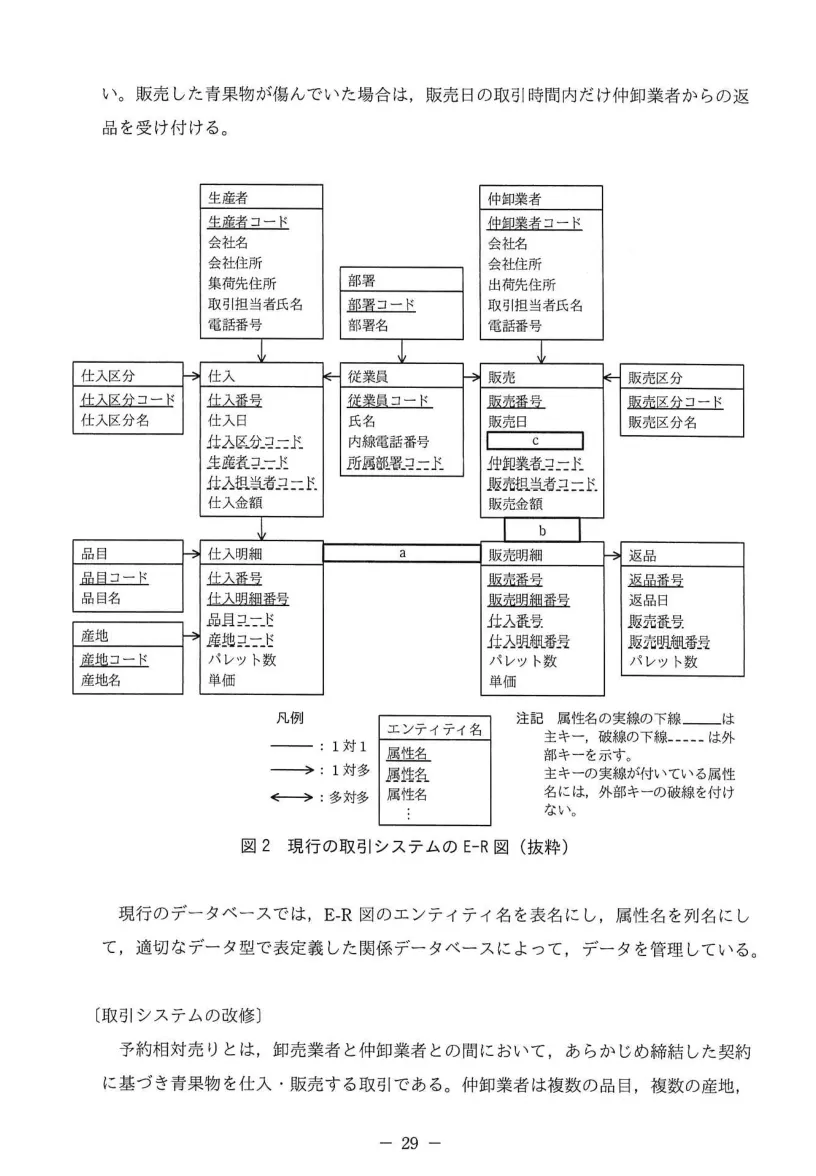 い。販売した青果物が傷んでいた場合は，販売日の取引時間内だけ仲卸業者からの返
品を受け付ける。
生産者
生産者コード
会社名
会社住所
集荷先住所
取引担当者氏名
電話番号
部署
部署コード
部署名
仲卸業者
仲卸業者コード
会社名
会社住所
出荷先住所
取引担当者氏名
電話番号
仕入区分
仕入区分コード
仕入区分名
仕入
仕入番号
仕入日
仕入区分コード
生産者コード
仕入担当者コード
仕入金額
従業員
従業員コード
氏名
内線電話番号
所属部署コード
販売
販売番号
販売日
c
仲卸業者コード
販売担当者コード
販売金額
販売区分
販売区分コード
販売区分名
b
品目
品目コード
品目名
産地
産地コード
産地名
仕入明細
仕入番号
仕入明細番号
品目コード
産地コード
パレット数
単価
a
販売明細
販売番号
販売明細番号
仕入番号
仕入明細番号
パレット数
単価
返品
返品番号
返品日
販売番号
販売明細番号
パレット数
凡例
：1対1
：1対多
：多対多
エンティティ名
属性名
属性名
属性名
⋮
注記　属性名の実線の下線＿＿は
主キー，破線の下線-----は外
部キーを示す。
主キーの実線が付いている属性
名には，外部キーの破線を付け
ない。
図2　現行の取引システムのE-R図（抜粋）
現行のデータベースでは，E-R 図のエンティティ名を表名にし，属性名を列名にし
て，適切なデータ型で表定義した関係データベースによって，データを管理している。
〔取引システムの改修〕
予約相対売りとは，卸売業者と仲卸業者との間において，あらかじめ締結した契約
に基づき青果物を仕入・販売する取引である。仲卸業者は複数の品目，複数の産地，
－ 29 －